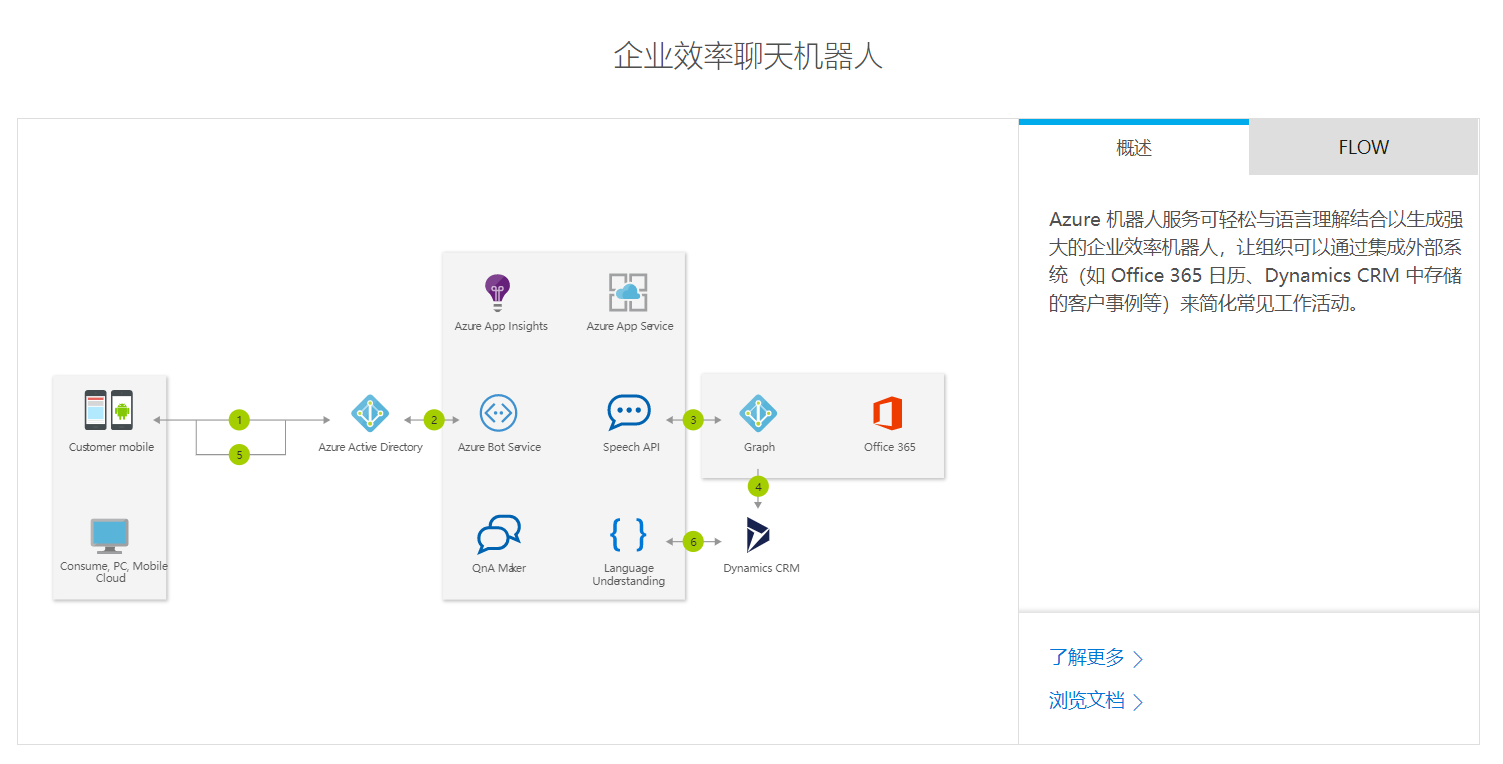 企业效率聊天机器人
概述
FLOW
Azure 机器人服务可轻松与语言理解结合以生成强
大的企业效率机器人，让组织可以通过集成外部系
统（如 Office 365 日历、Dynamics CRM 中存储
的客户事例等）来简化常见工作活动。
Azure App Insights
Azure App Service
Customer mobile
1
5
Azure Active Directory
2
Azure Bot Service
Speech API
3
Graph
Office 365
4
Consume, PC, Mobile
Cloud
QnA Maker
Language
Understanding
6
Dynamics CRM
了解更多
浏览文档